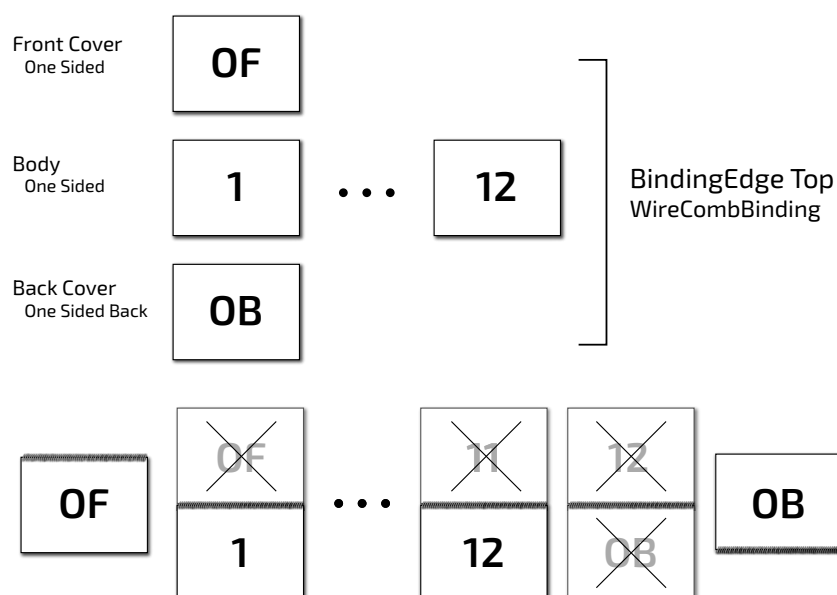 Front Cover
One Sided
OF
Body
One Sided
1
12
BindingEdge Top
WireCombBinding
Back Cover
One Sided Back
OB
OF
OF
1
11
12
12
OB
OB